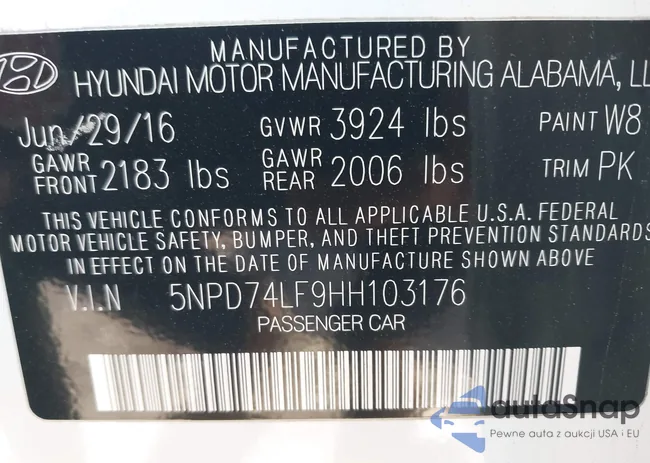 MANUFACTURED BY
HYUNDAI MOTOR MANUFACTURING ALABAMA, LL
Jun/29/16 GVWR 3924 lbs PAINT W8
GAWR FRONT 2183 lbs GAWR REAR 2006 lbs TRIM PK
THIS VEHICLE CONFORMS TO ALL APPLICABLE U.S.A. FEDERAL
MOTOR VEHICLE SAFETY, BUMPER, AND THEFT PREVENTION STANDARDS
IN EFFECT ON THE DATE OF MANUFACTURE SHOWN ABOVE.
V.I.N 5NPD74LF9HH103176
PASSENGER CAR
autaSnap
Pewne auta z aukcji USA i EU